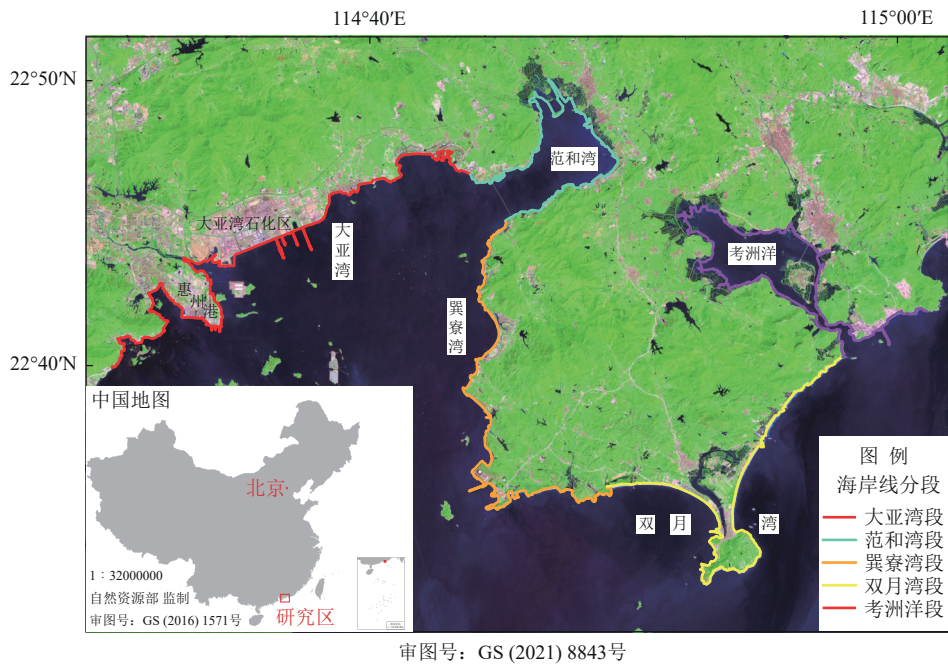 114°40′E
115°00′E
22°50′N
范和湾
大亚湾石化区
大亚湾
考洲洋
惠州港
巽寮湾
22°40′N
中国地图
北京
1：32000000
自然资源部 监制
研究区
审图号：GS (2016) 1571号
双 月 湾
图 例
海岸线分段
大亚湾段
范和湾段
巽寮湾段
双月湾段
考洲洋段
审图号：GS (2021) 8843号